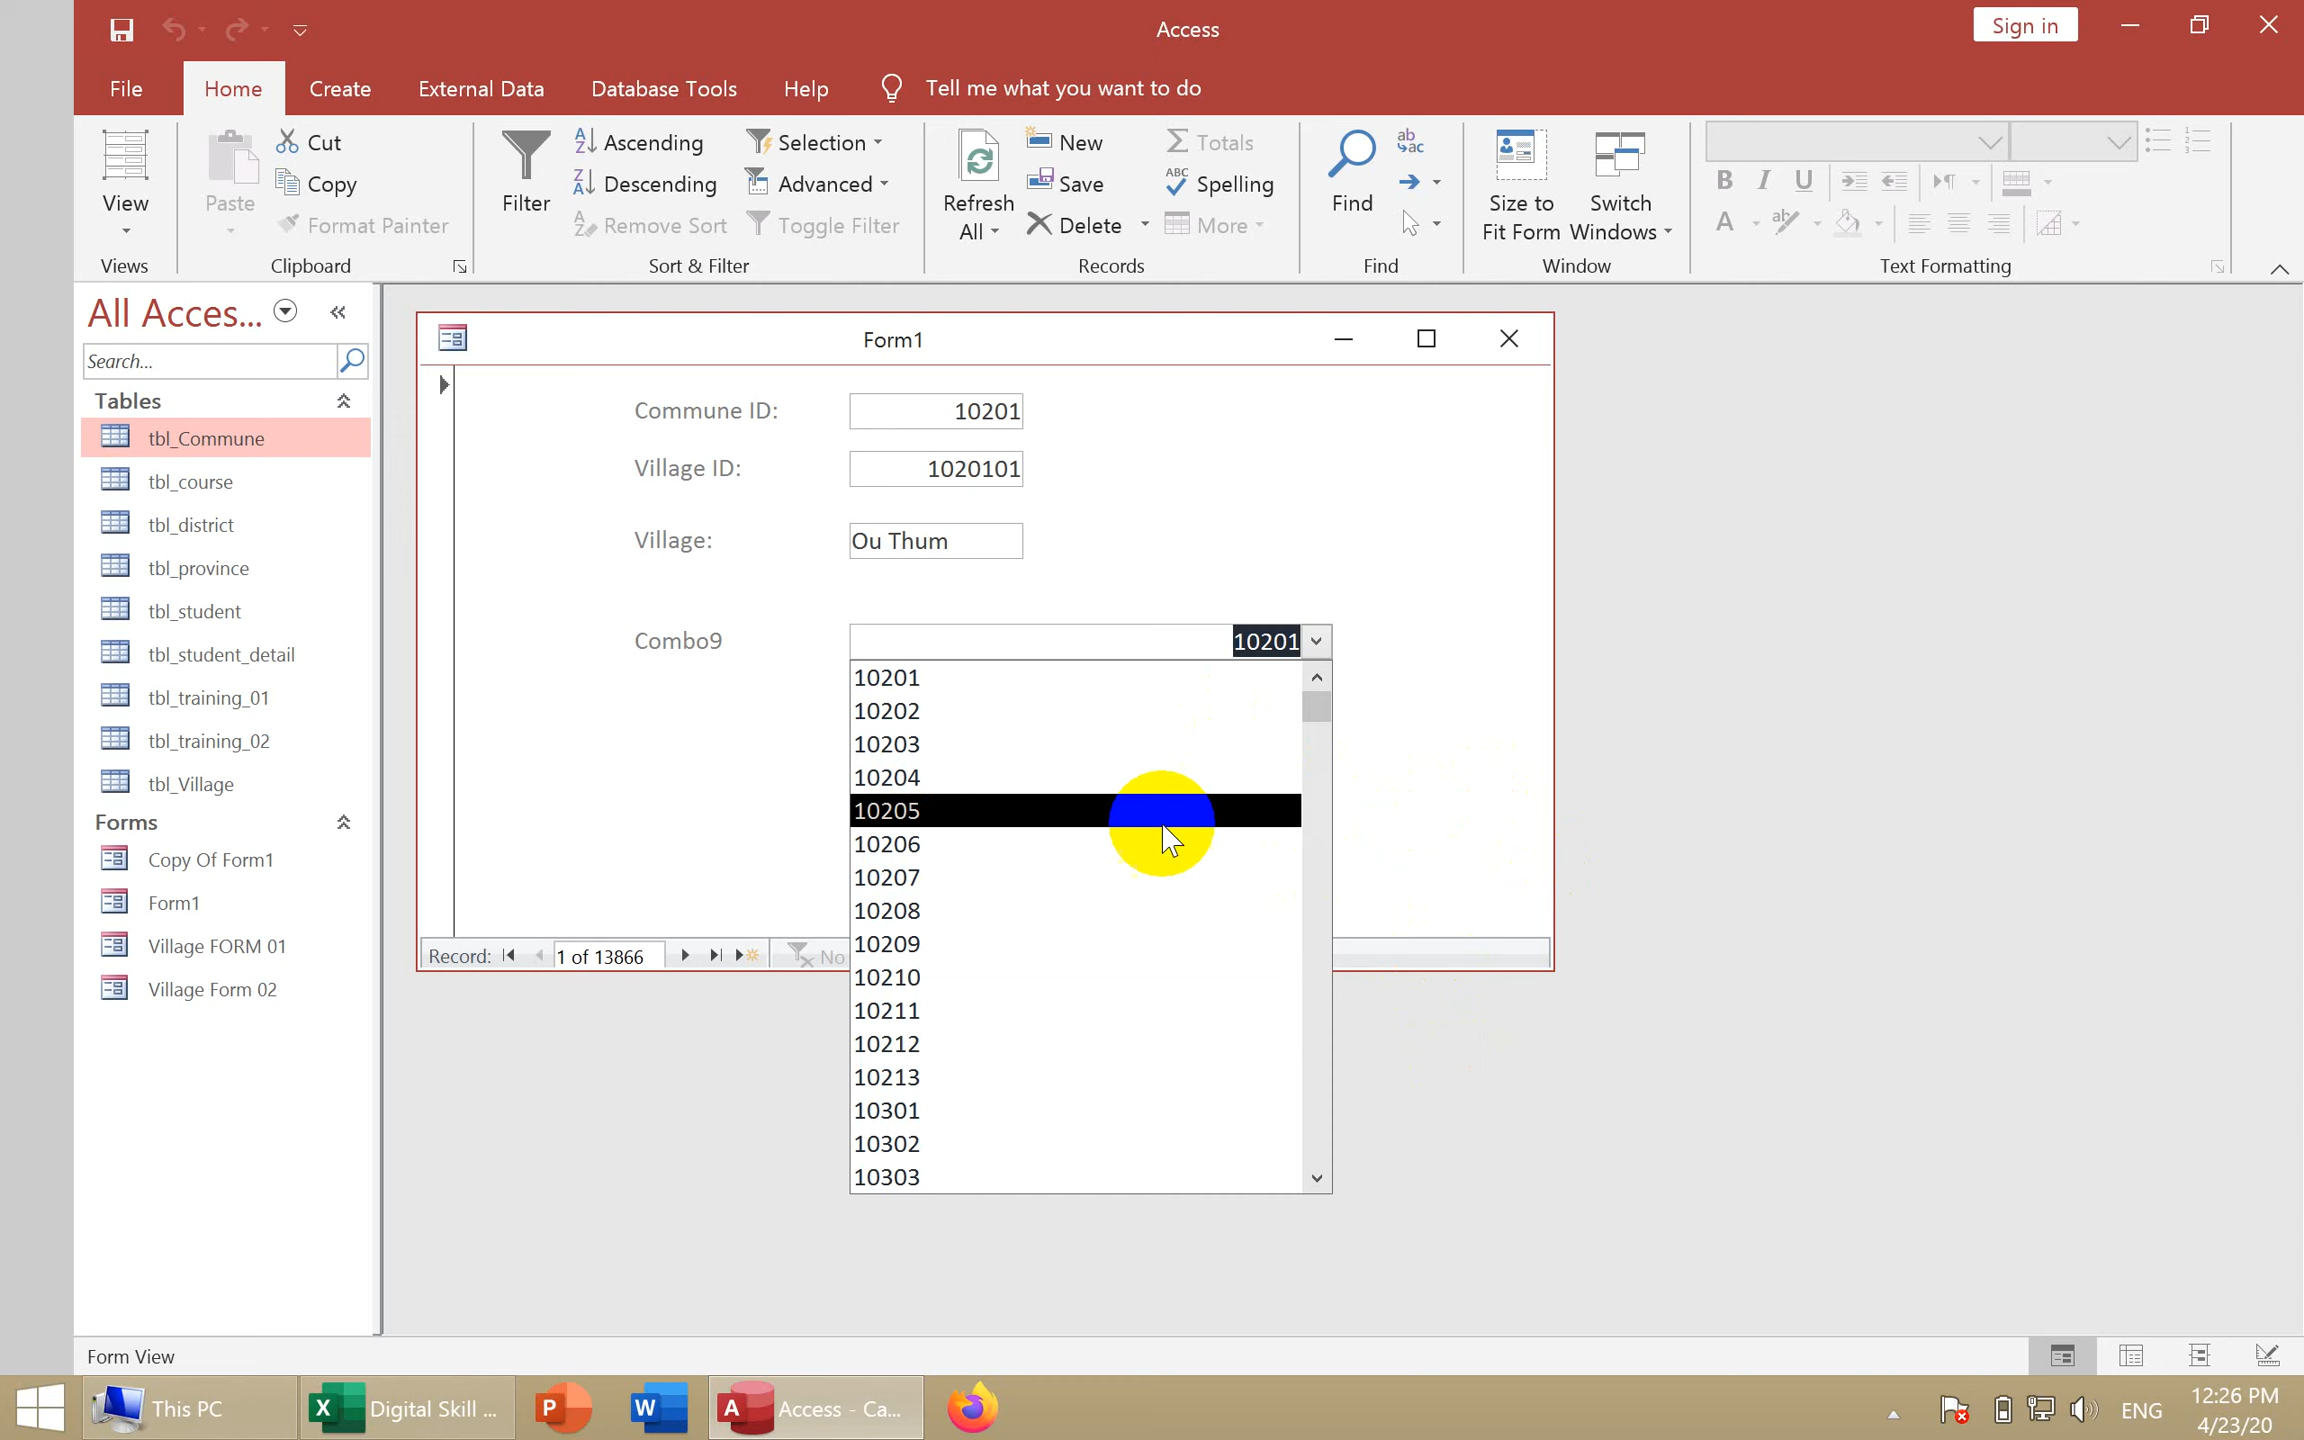 Access
Sign in
File Home Create External Data Database Tools Help Tell me what you want to do
View
Views
Paste
Cut
Copy
Format Painter
Clipboard
Filter
Ascending
Descending
Remove Sort
Selection
Advanced
Toggle Filter
Sort & Filter
Refresh
All
New
Save
Delete
Totals
Spelling
More
Records
Find
Find
Size to
Fit Form
Switch
Windows
Window
B I U
Text Formatting
All Acces...
Search...
Tables
tbl_Commune
tbl_course
tbl_district
tbl_province
tbl_student
tbl_student_detail
tbl_training_01
tbl_training_02
tbl_Village
Forms
Copy Of Form1
Form1
Village FORM 01
Village Form 02
Form1
Commune ID: 10201
Village ID: 1020101
Village: Ou Thum
Combo9 10201
10201
10202
10203
10204
10205
10206
10207
10208
10209
10210
10211
10212
10213
10301
10302
10303
Record: 1 of 13866 No
Form View
This PC
Digital Skill ...
Access - Ca...
ENG
12:26 PM
4/23/20